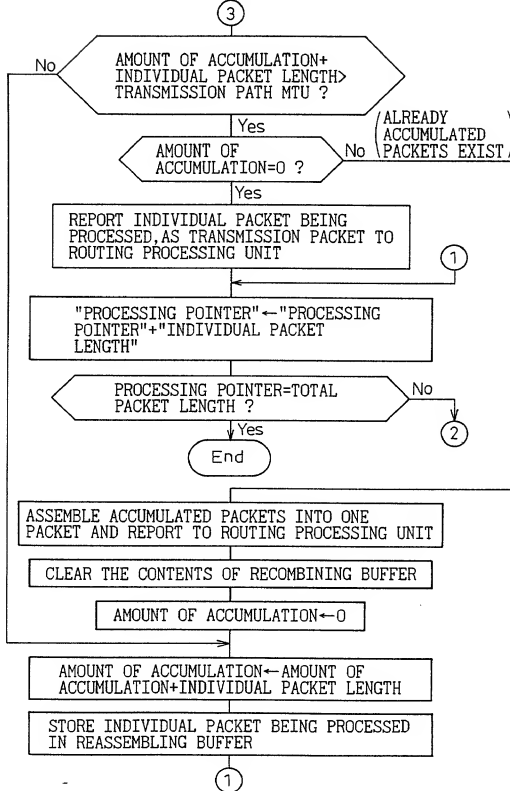 3
No
AMOUNT OF ACCUMULATION+
INDIVIDUAL PACKET LENGTH>
TRANSMISSION PATH MTU ?
Yes
AMOUNT OF
ACCUMULATION=0 ?
No
(ALREADY
ACCUMULATED
PACKETS EXIST)
Yes
REPORT INDIVIDUAL PACKET BEING
PROCESSED,AS TRANSMISSION PACKET TO
ROUTING PROCESSING UNIT
1
"PROCESSING POINTER"←"PROCESSING
POINTER"+"INDIVIDUAL PACKET
LENGTH"
PROCESSING POINTER=TOTAL
PACKET LENGTH ?
No
2
Yes
End
ASSEMBLE ACCUMULATED PACKETS INTO ONE
PACKET AND REPORT TO ROUTING PROCESSING UNIT
CLEAR THE CONTENTS OF RECOMBINING BUFFER
AMOUNT OF ACCUMULATION←0
AMOUNT OF ACCUMULATION←AMOUNT OF
ACCUMULATION+INDIVIDUAL PACKET LENGTH
STORE INDIVIDUAL PACKET BEING PROCESSED
IN REASSEMBLING BUFFER
1